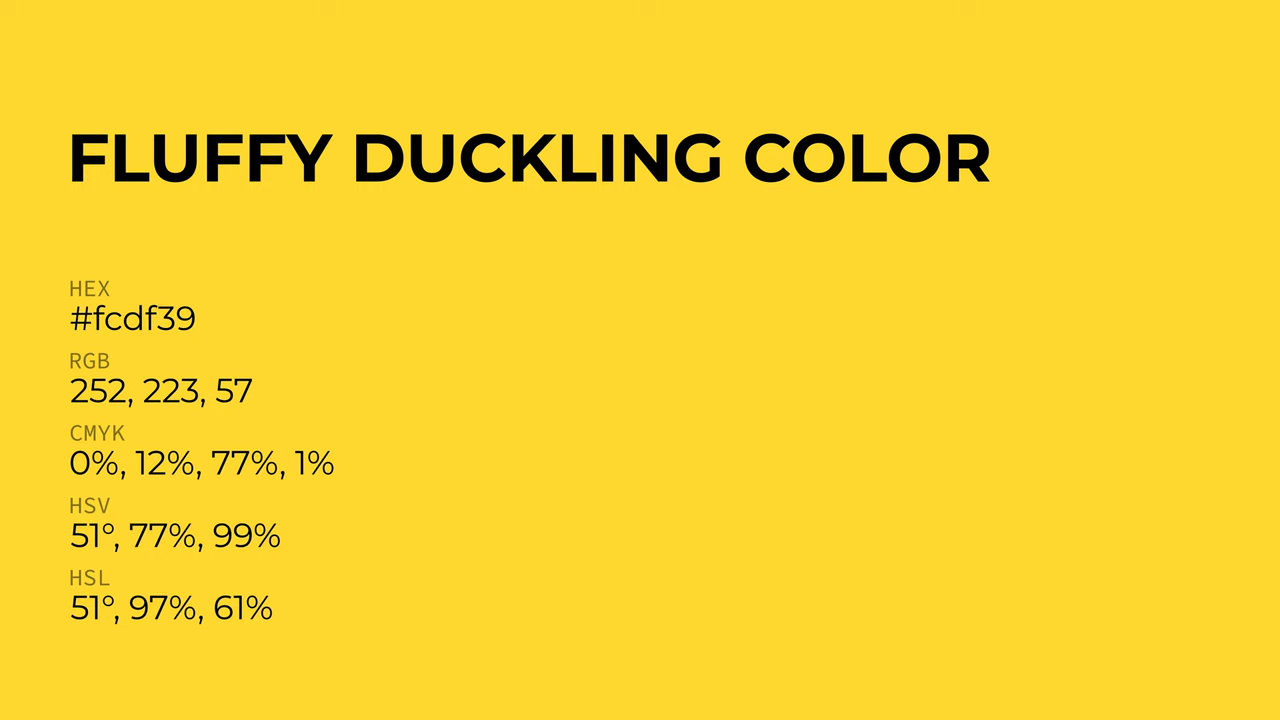 FLUFFY DUCKLING COLOR
HEX
#fcdf39
RGB
252, 223, 57
CMYK
0%, 12%, 77%, 1%
HSV
51°, 77%, 99%
HSL
51°, 97%, 61%